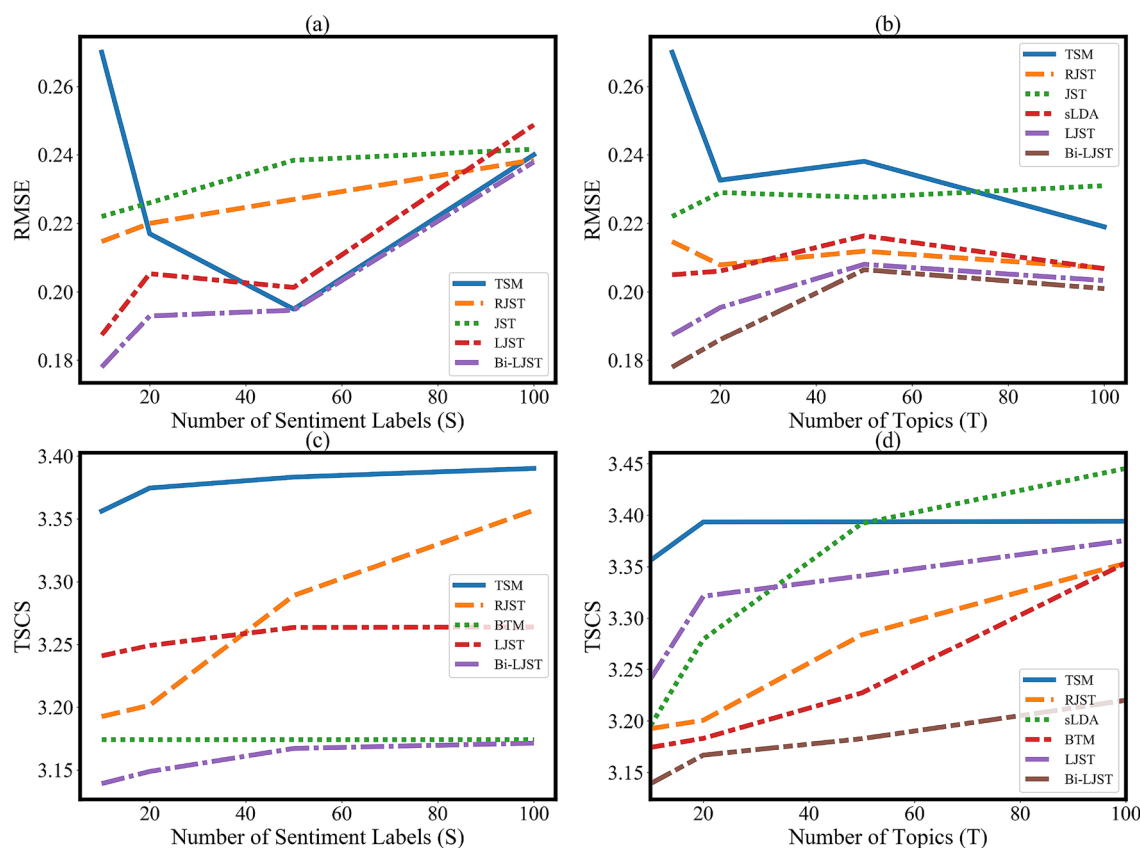 (a)
0.26
0.24
0.22
0.20
0.18
RMSE
TSM
RJST
JST
LJST
Bi-LJST
20
40
60
80
100
Number of Sentiment Labels (S)
(b)
0.26
0.24
0.22
0.20
0.18
RMSE
TSM
RJST
JST
sLDA
LJST
Bi-LJST
20
40
60
80
100
Number of Topics (T)
(c)
3.40
3.35
3.30
3.25
3.20
3.15
TSCS
TSM
RJST
BTM
LJST
Bi-LJST
20
40
60
80
100
Number of Sentiment Labels (S)
(d)
3.45
3.40
3.35
3.30
3.25
3.20
3.15
TSCS
TSM
RJST
sLDA
BTM
LJST
Bi-LJST
20
40
60
80
100
Number of Topics (T)